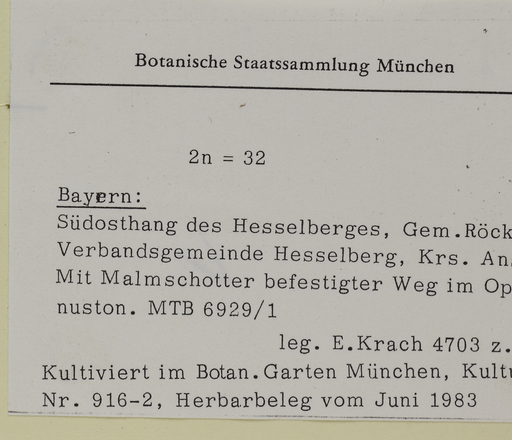 Botanische Staatssammlung München
2n = 32
Bayern:
Südosthang des Hesselberges, Gem.Röck
Verbandsgemeinde Hesselberg, Krs. An
Mit Malmschotter befestigter Weg im Op
nuston. MTB 6929/1
leg. E.Krach 4703 z.
Kultiviert im Botan.Garten München, Kultu
Nr. 916-2, Herbarbeleg vom Juni 1983